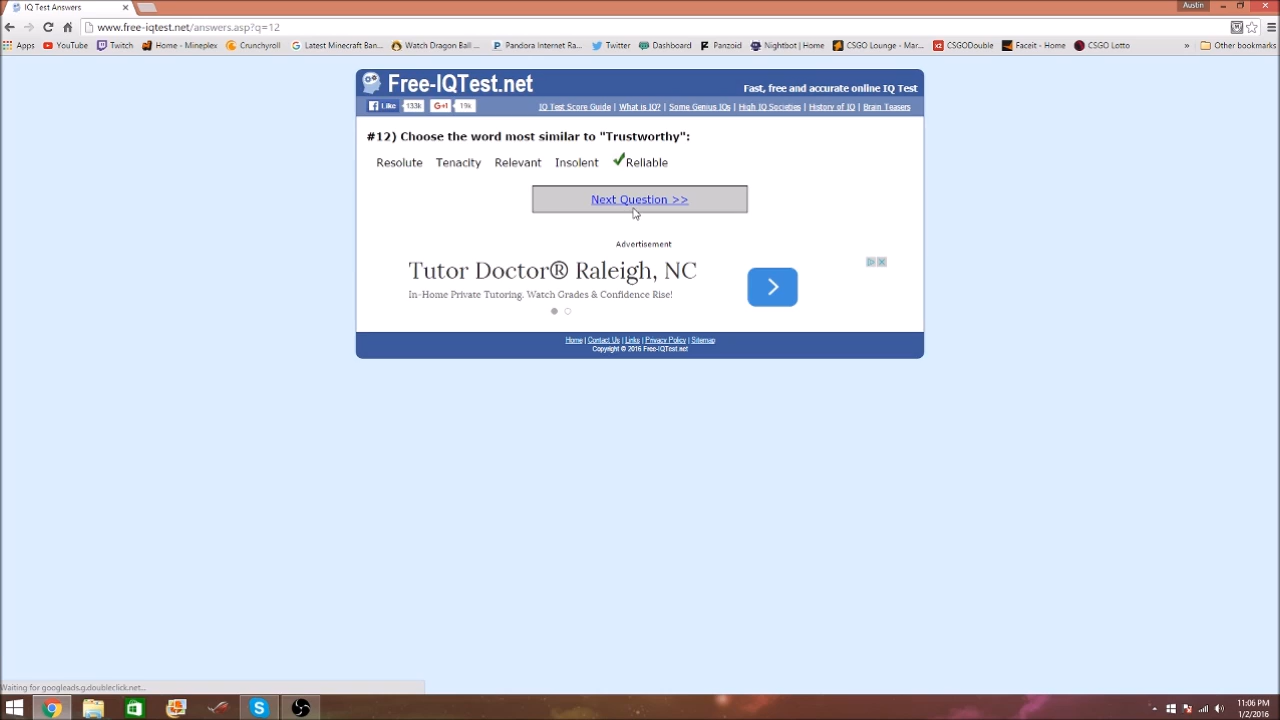 IQ Test Answers
Austin
www.free-iqtest.net/answers.asp?q=12
Apps YouTube Twitch Home - Mineplex Crunchyroll Latest Minecraft Ban... Watch Dragon Ball ... Pandora Internet Ra... Twitter Dashboard Panzoid Nightbot | Home CSGO Lounge - Mar... CSGODouble Faceit - Home CSGO Lotto » Other bookmarks
Free-IQTest.net
Fast, free and accurate online IQ Test
Like 133k G+1 19k IQ Test Score Guide | What is IQ? | Some Genius IQs | High IQ Societies | History of IQ | Brain Teasers
#12) Choose the word most similar to "Trustworthy":
Resolute Tenacity Relevant Insolent Reliable
Next Question >>
Advertisement
Tutor Doctor® Raleigh, NC
In-Home Private Tutoring. Watch Grades & Confidence Rise!
Home | Contact Us | Links | Privacy Policy | Sitemap
Copyright © 2016 Free-IQTest.net
Waiting for googleads.g.doubleclick.net...
11:06 PM
1/2/2016